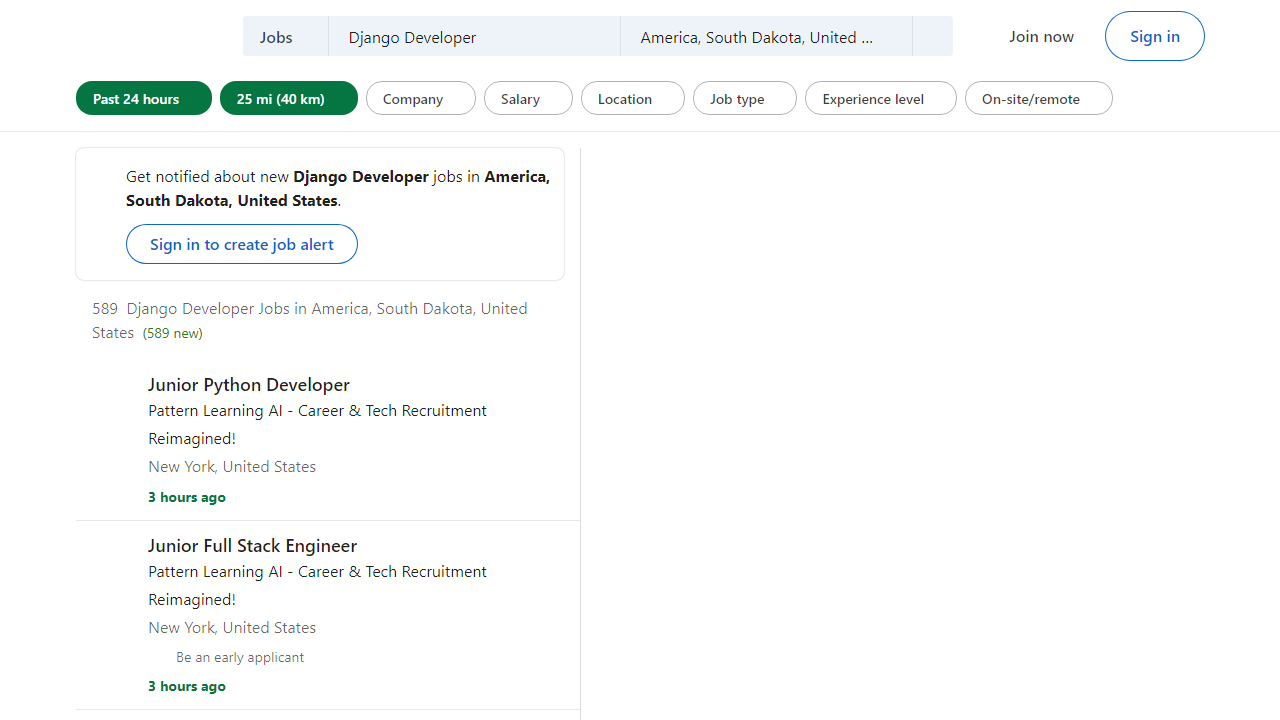 Jobs
Django Developer
America, South Dakota, United ...
Join now
Sign in
Past 24 hours
25 mi (40 km)
Company
Salary
Location
Job type
Experience level
On-site/remote
Get notified about new Django Developer jobs in America,
South Dakota, United States.
Sign in to create job alert
589 Django Developer Jobs in America, South Dakota, United
States (589 new)
Junior Python Developer
Pattern Learning AI - Career & Tech Recruitment
Reimagined!
New York, United States
3 hours ago
Junior Full Stack Engineer
Pattern Learning AI - Career & Tech Recruitment
Reimagined!
New York, United States
Be an early applicant
3 hours ago